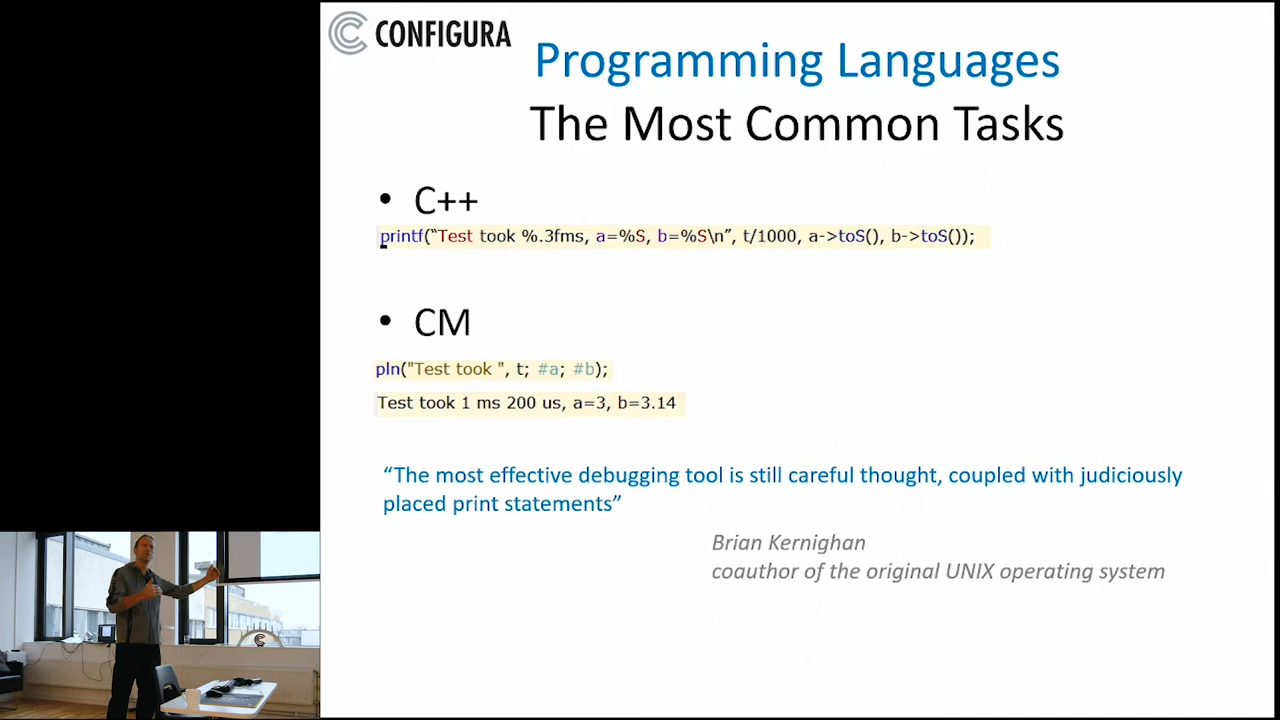 CONFIGURA
Programming Languages
The Most Common Tasks
• C++
printf(“Test took %.3fms, a=%S, b=%S\n”, t/1000, a->toS(), b->toS());
• CM
pln("Test took ", t; #a; #b);
Test took 1 ms 200 us, a=3, b=3.14
“The most effective debugging tool is still careful thought, coupled with judiciously
placed print statements”
Brian Kernighan
coauthor of the original UNIX operating system